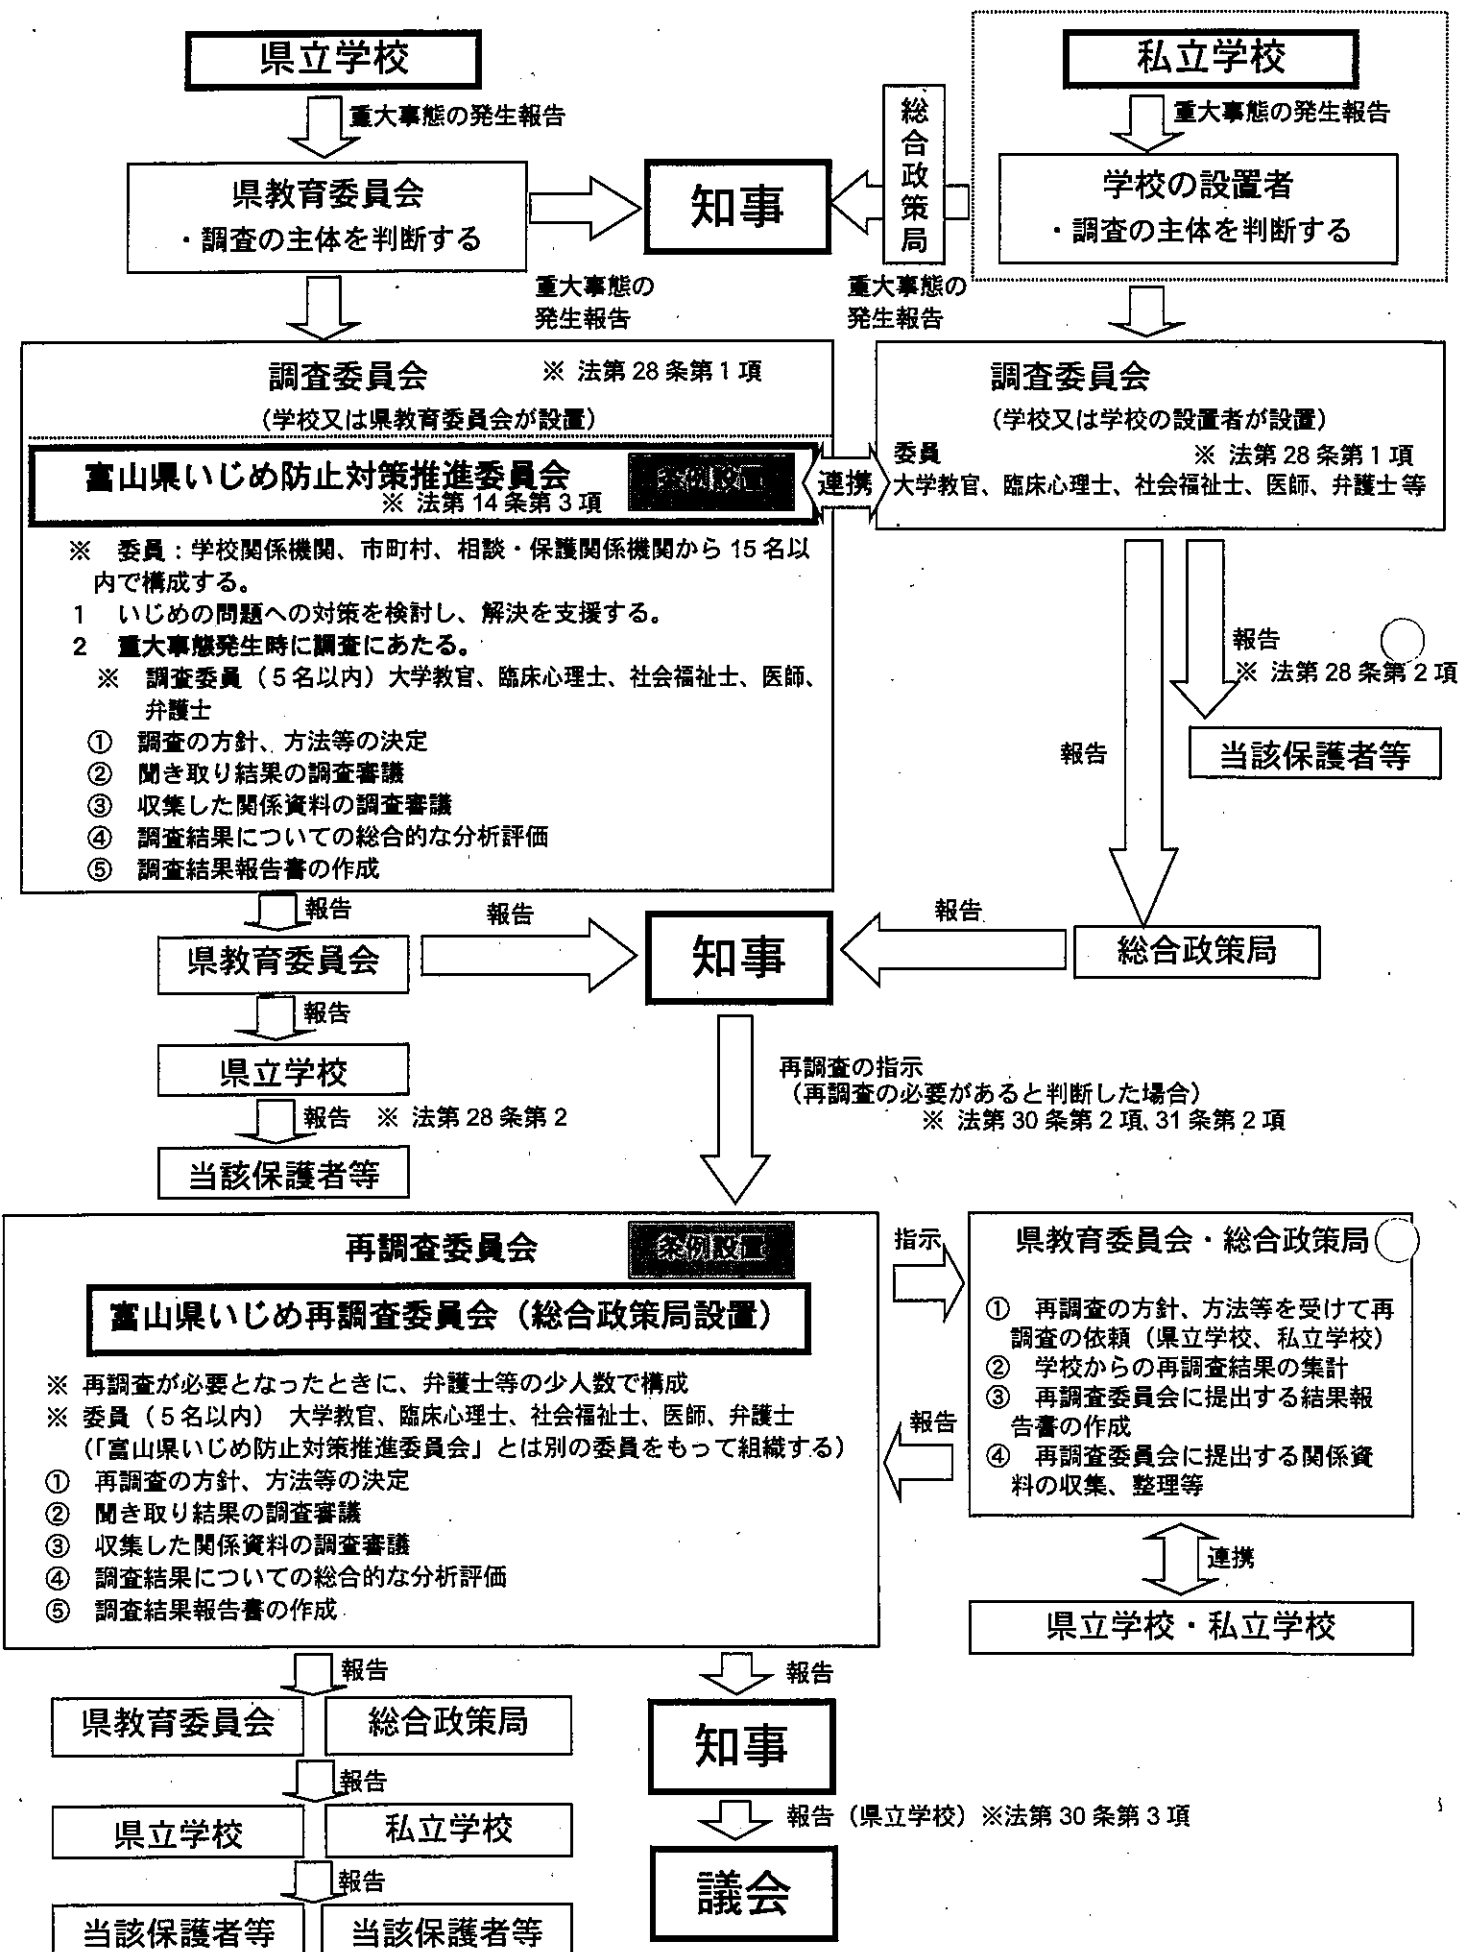 県立学校
私立学校
重大事態の発生報告
総合政策局
重大事態の発生報告
県教育委員会
・調査の主体を判断する
知事
学校の設置者
・調査の主体を判断する
重大事態の
発生報告
重大事態の
発生報告
調査委員会 ※ 法第28条第1項
(学校又は県教育委員会が設置)
富山県いじめ防止対策推進委員会 条例設置
※ 法第14条第3項
連携
調査委員会
(学校又は学校の設置者が設置)
委員 ※ 法第28条第1項
大学教官、臨床心理士、社会福祉士、医師、弁護士等
※ 委員：学校関係機関、市町村、相談・保護関係機関から15名以
内で構成する。
1 いじめの問題への対策を検討し、解決を支援する。
2 重大事態発生時に調査にあたる。
※ 調査委員（5名以内）大学教官、臨床心理士、社会福祉士、医師、
弁護士
① 調査の方針、方法等の決定
② 聞き取り結果の調査審議
③ 収集した関係資料の調査審議
④ 調査結果についての総合的な分析評価
⑤ 調査結果報告書の作成
報告
※ 法第28条第2項
報告
当該保護者等
報告
報告
報告
県教育委員会
知事
総合政策局
報告
県立学校
報告 ※ 法第28条第2
当該保護者等
再調査の指示
（再調査の必要があると判断した場合）
※ 法第30条第2項、31条第2項
再調査委員会 条例設置
富山県いじめ再調査委員会（総合政策局設置）
※ 再調査が必要となったときに、弁護士等の少人数で構成
※ 委員（5名以内） 大学教官、臨床心理士、社会福祉士、医師、弁護士
（「富山県いじめ防止対策推進委員会」とは別の委員をもって組織する）
① 再調査の方針、方法等の決定
② 聞き取り結果の調査審議
③ 収集した関係資料の調査審議
④ 調査結果についての総合的な分析評価
⑤ 調査結果報告書の作成
指示
報告
県教育委員会・総合政策局
① 再調査の方針、方法等を受けて再
調査の依頼（県立学校、私立学校）
② 学校からの再調査結果の集計
③ 再調査委員会に提出する結果報
告書の作成
④ 再調査委員会に提出する関係資
料の収集、整理等
連携
県立学校・私立学校
報告
報告
県教育委員会
総合政策局
知事
報告
県立学校
私立学校
報告（県立学校）※法第30条第3項
報告
議会
当該保護者等
当該保護者等